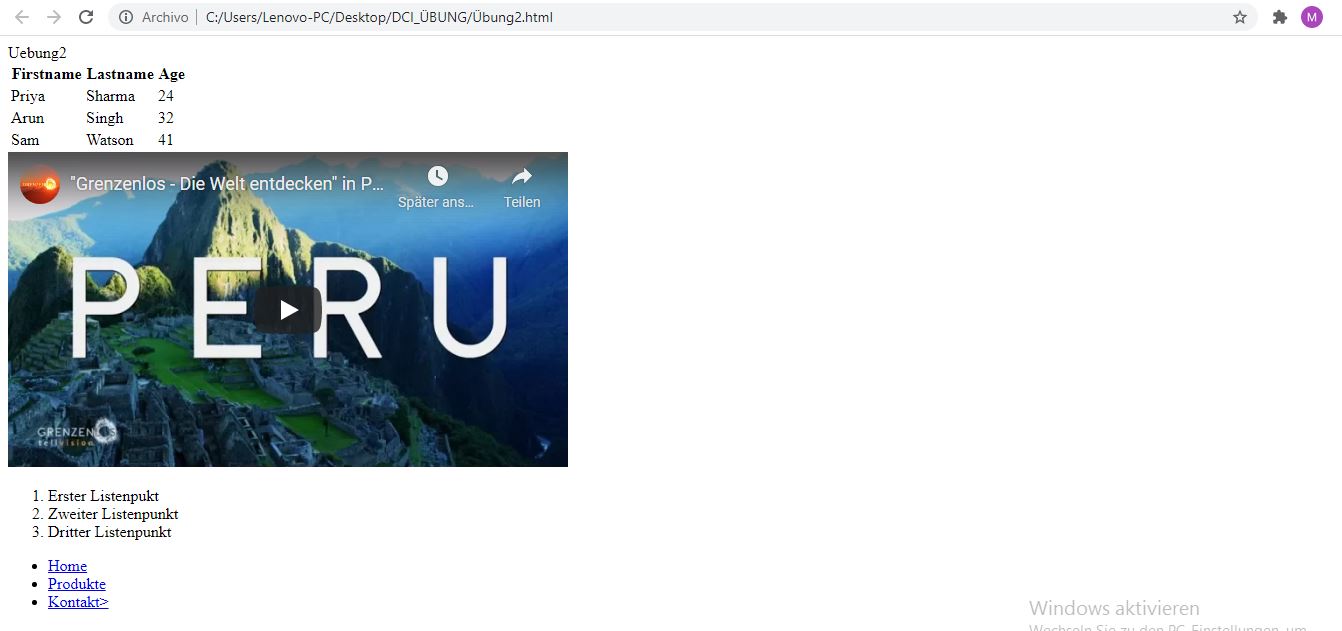 Archivo | C:/Users/Lenovo-PC/Desktop/DCI_ÜBUNG/Übung2.html
M
Uebung2
Firstname Lastname Age
Priya Sharma 24
Arun Singh 32
Sam Watson 41
"Grenzenlos - Die Welt entdecken" in P...
Später ans...
Teilen
PERU
GRENZENLOS
tellvision
1. Erster Listenpukt
2. Zweiter Listenpunkt
3. Dritter Listenpunkt
• Home
• Produkte
• Kontakt>
Windows aktivieren
Wechseln Sie zu den PC-Einstellungen, um